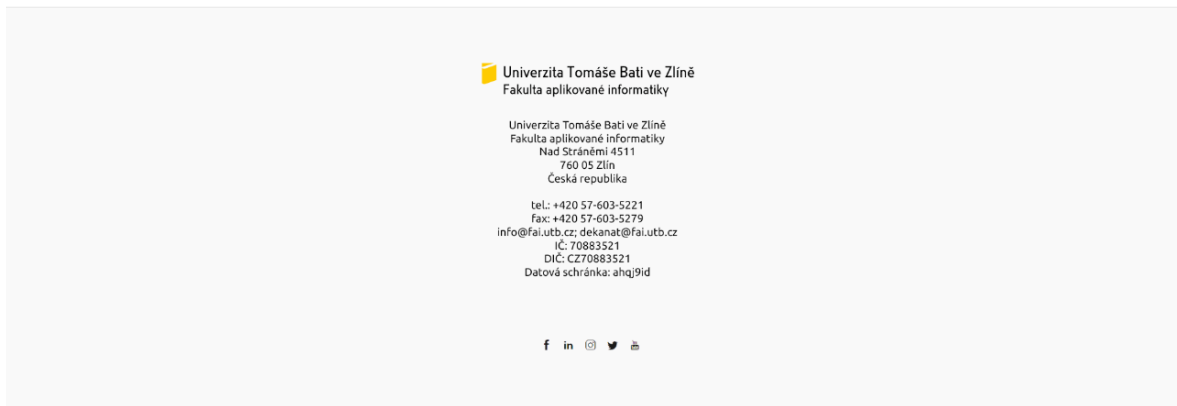 Univerzita Tomáše Bati ve Zlíně
Fakulta aplikované informatiky
Univerzita Tomáše Bati ve Zlíně
Fakulta aplikované informatiky
Nad Stráněmi 4511
760 05 Zlín
Česká republika
tel.: +420 57-603-5221
fax: +420 57-603-5279
info@fai.utb.cz; dekanat@fai.utb.cz
IČ: 70883521
DIČ: CZ70883521
Datová schránka: ahqj9id